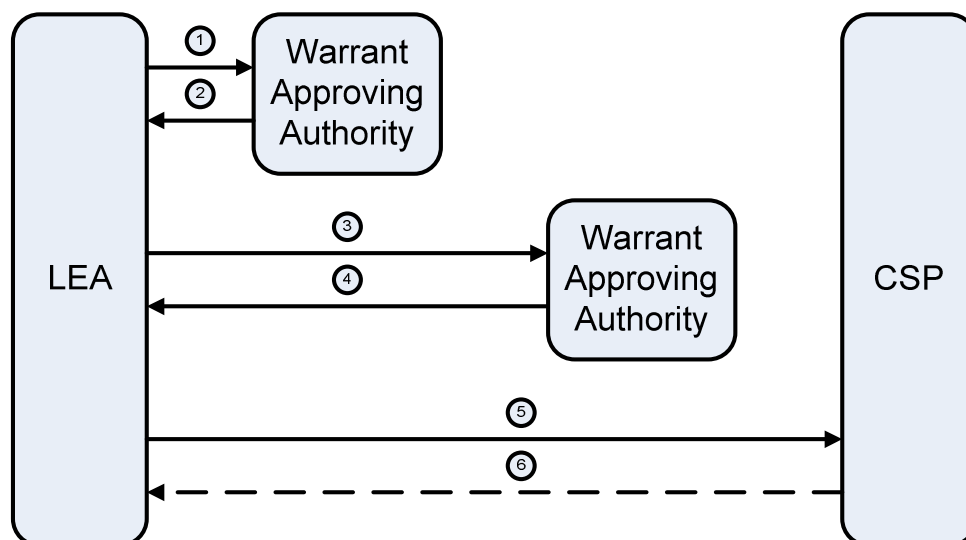 1
Warrant
Approving
Authority
2
3
Warrant
Approving
Authority
4
LEA
CSP
5
6